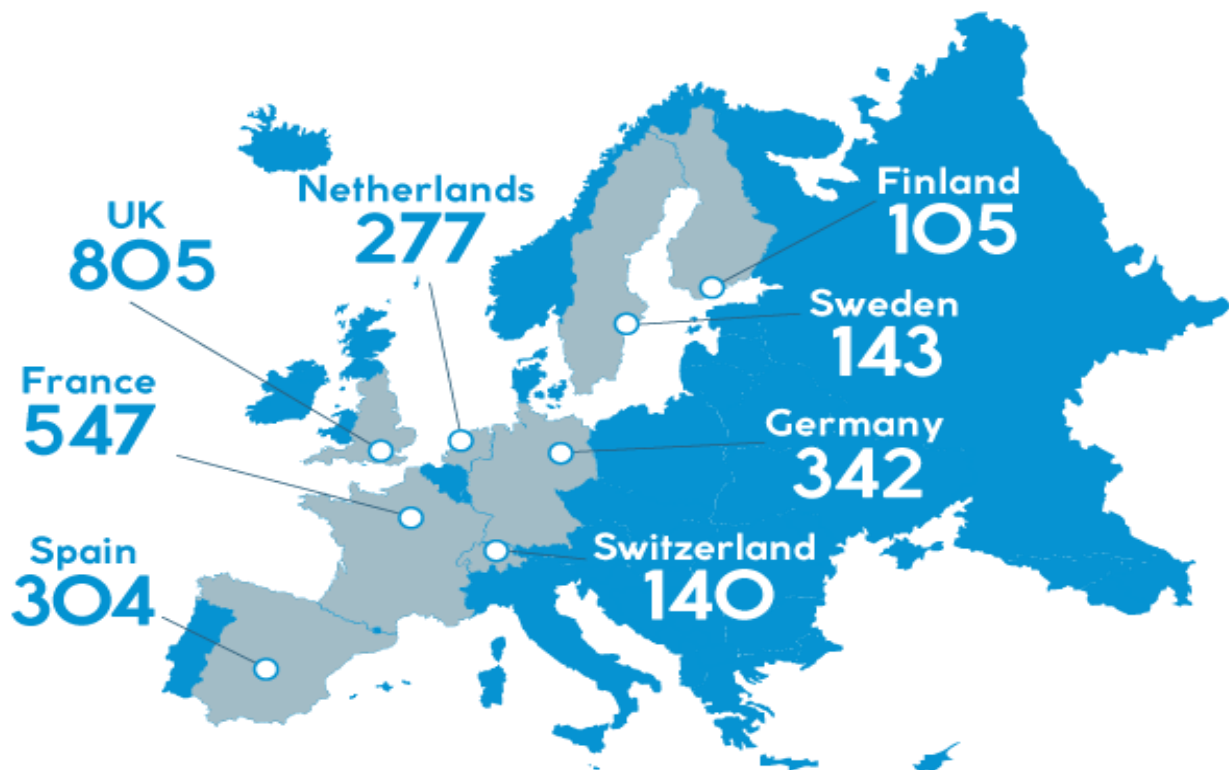 Netherlands
277
Finland
105
UK
805
Sweden
143
France
547
Germany
342
Spain
304
Switzerland
140